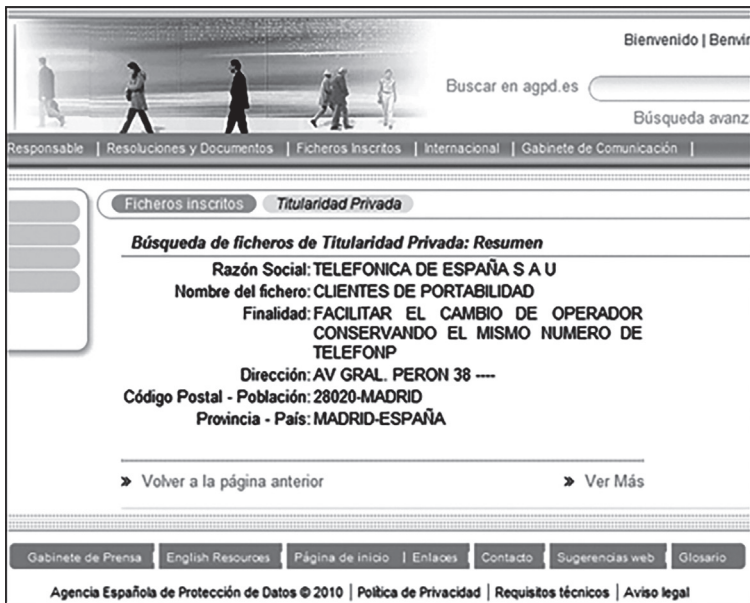 Bienvenido | Benvin
Buscar en agpd.es
Búsqueda avanz
Responsable | Resoluciones y Documentos | Ficheros Inscritos | Internacional | Gabinete de Comunicación |
Ficheros inscritos Titularidad Privada
Búsqueda de ficheros de Titularidad Privada: Resumen
Razón Social: TELEFONICA DE ESPAÑA S A U
Nombre del fichero: CLIENTES DE PORTABILIDAD
Finalidad: FACILITAR EL CAMBIO DE OPERADOR
CONSERVANDO EL MISMO NUMERO DE
TELEFONP
Dirección: AV GRAL. PERON 38 ----
Código Postal - Población: 28020-MADRID
Provincia - País: MADRID-ESPAÑA
» Volver a la página anterior » Ver Más
Gabinete de Prensa | English Resources | Página de inicio | Enlaces | Contacto | Sugerencias web | Glosario
Agencia Española de Protección de Datos © 2010 | Política de Privacidad | Requisitos técnicos | Aviso legal